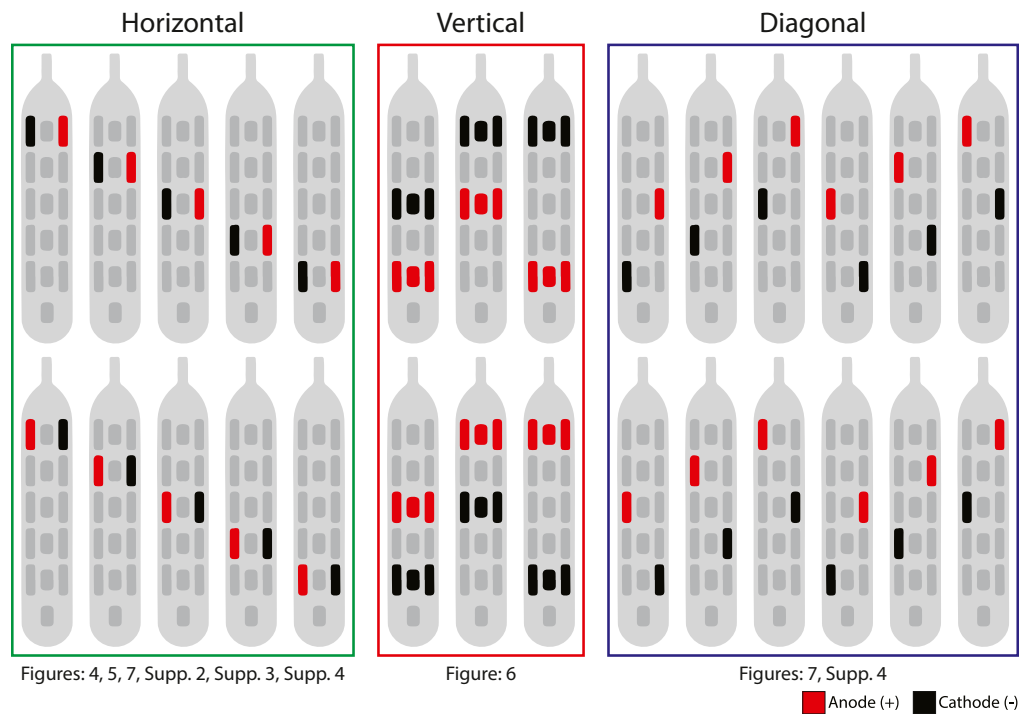 Horizontal
Vertical
Diagonal
Figures: 4, 5, 7, Supp. 2, Supp. 3, Supp. 4
Figure: 6
Figures: 7, Supp. 4
Anode (+) Cathode (-)